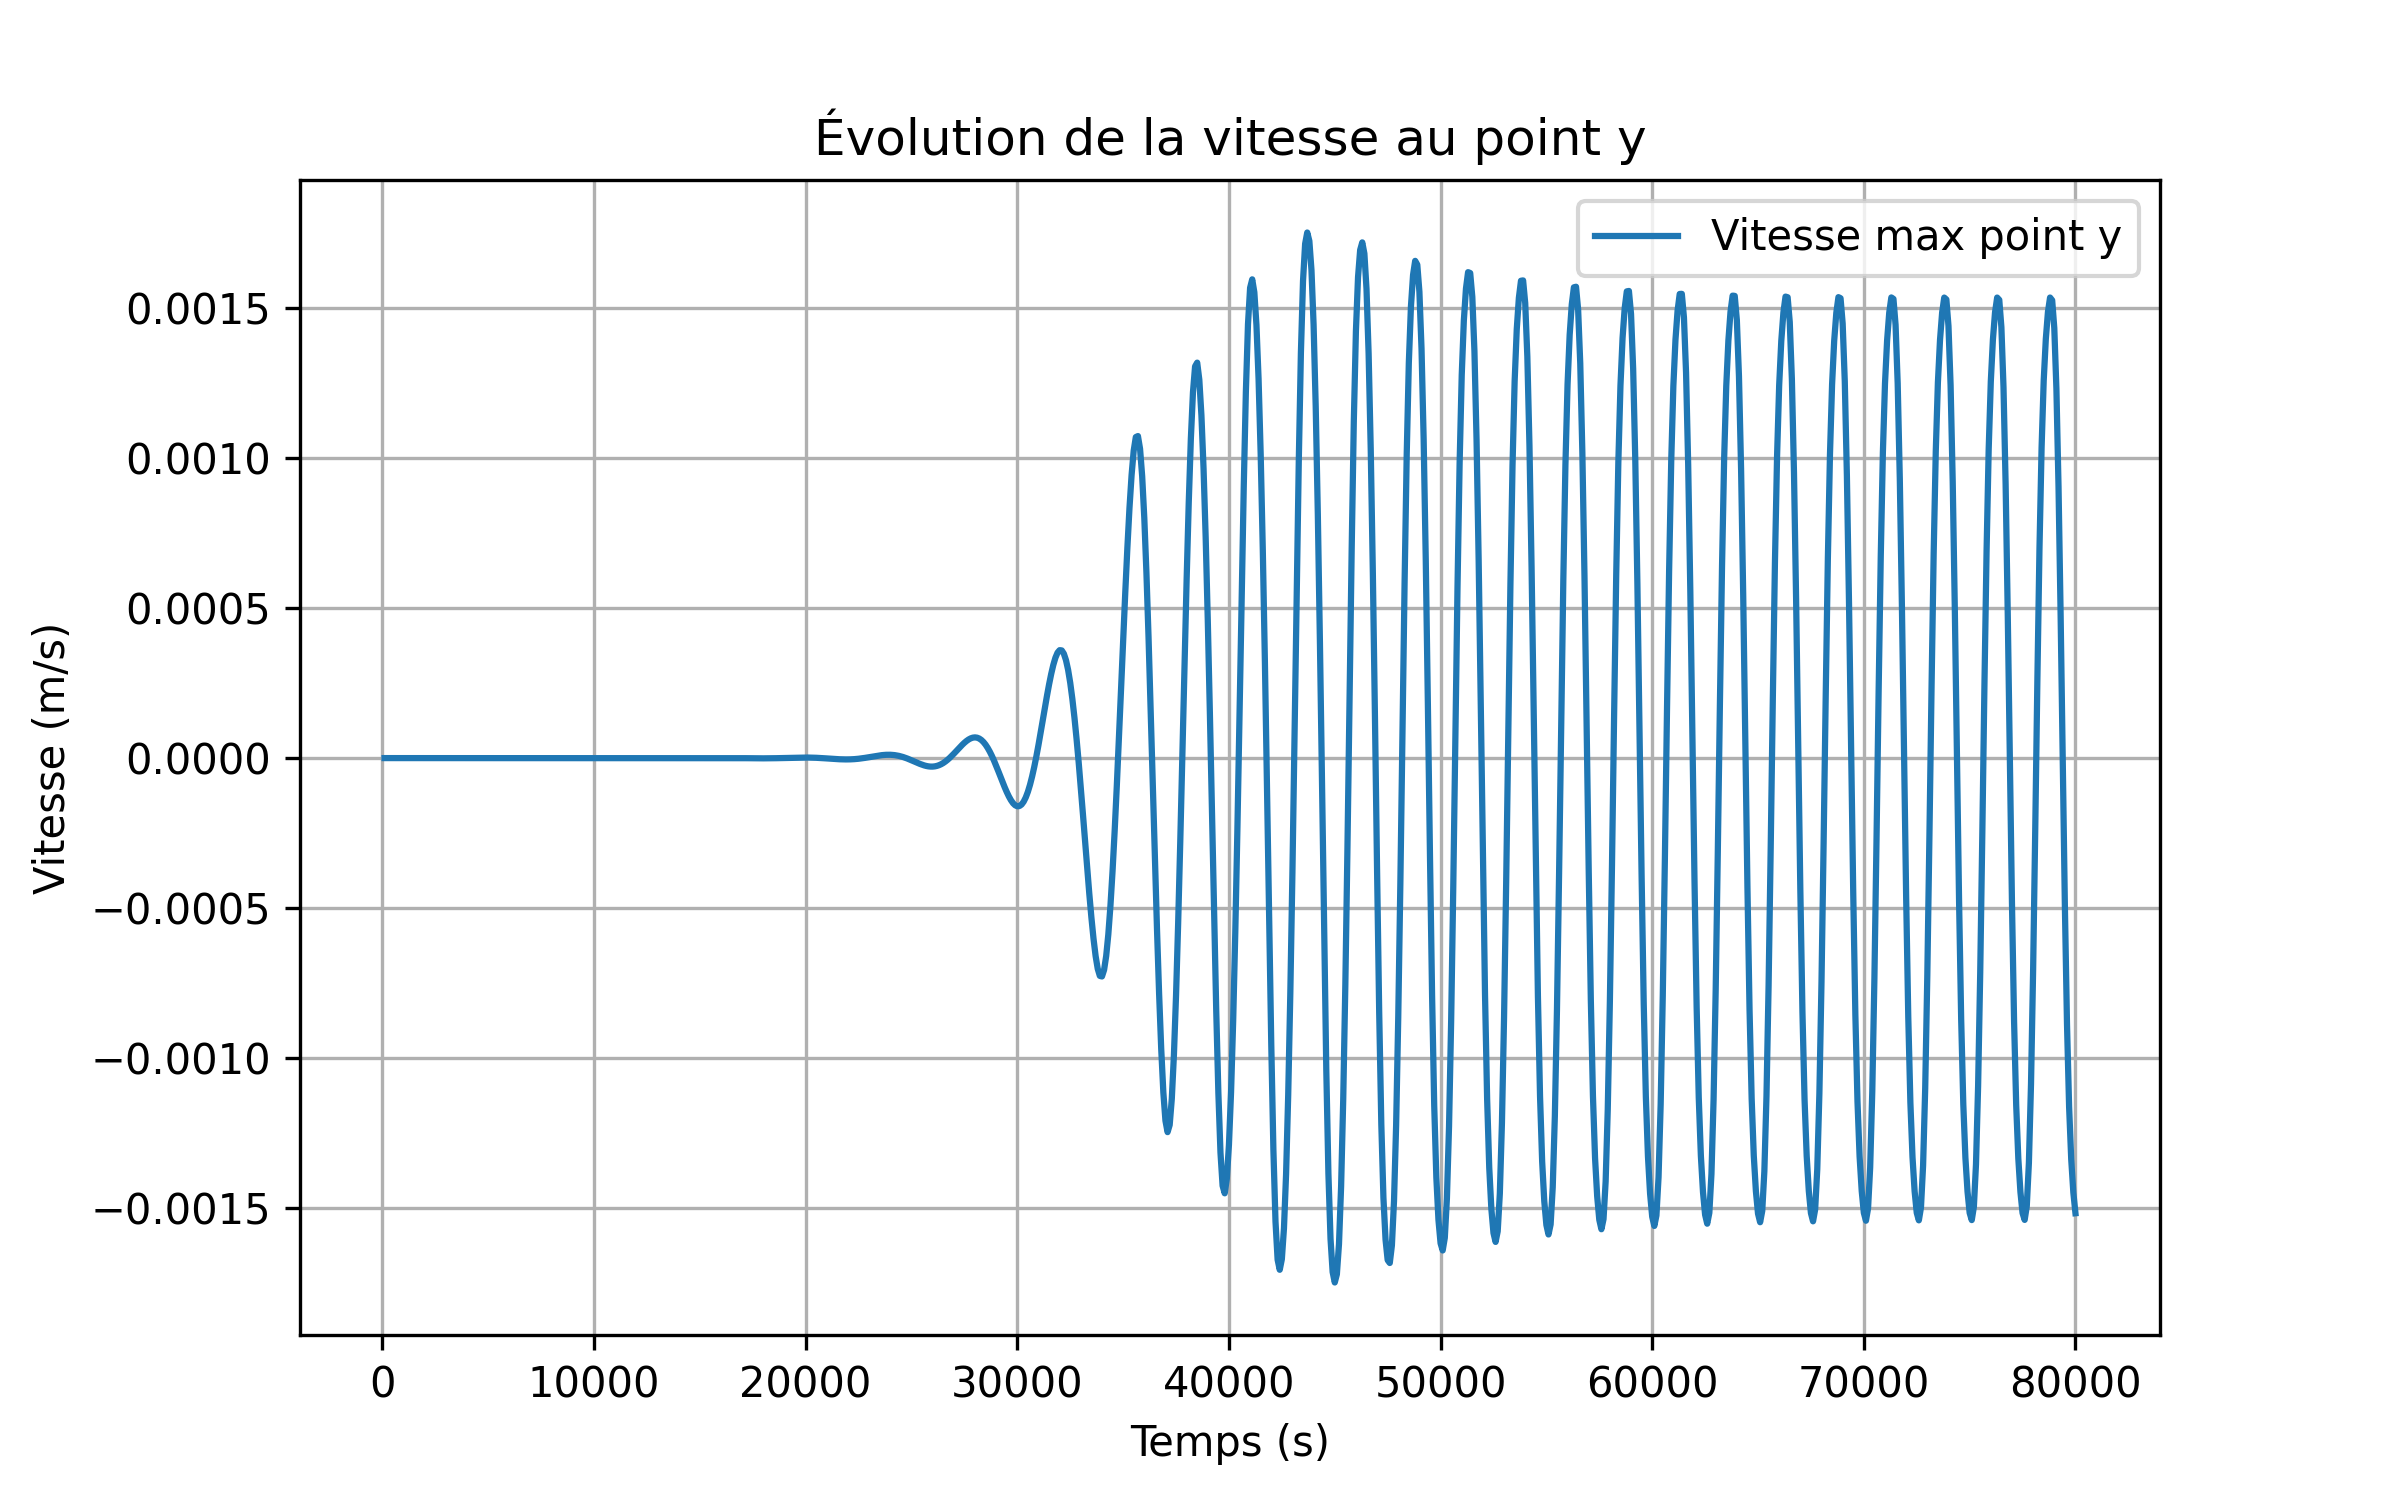 Évolution de la vitesse au point y
Vitesse max point y
0.0015
0.0010
0.0005
0.0000
−0.0005
−0.0010
−0.0015
Vitesse (m/s)
0 10000 20000 30000 40000 50000 60000 70000 80000
Temps (s)